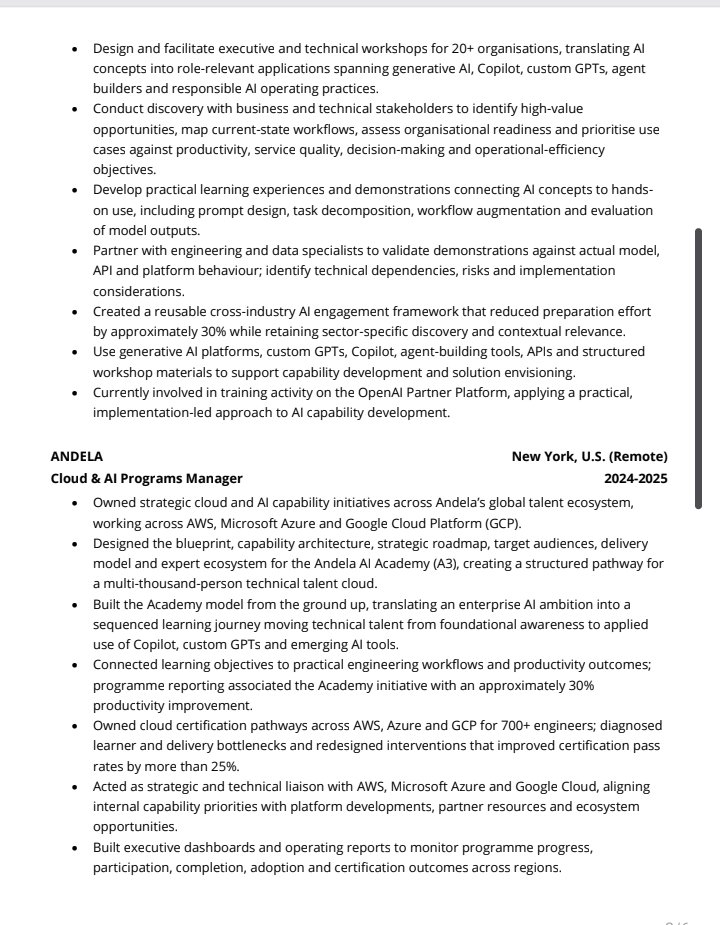 • Design and facilitate executive and technical workshops for 20+ organisations, translating AI
concepts into role-relevant applications spanning generative AI, Copilot, custom GPTs, agent
builders and responsible AI operating practices.
• Conduct discovery with business and technical stakeholders to identify high-value
opportunities, map current-state workflows, assess organisational readiness and prioritise use
cases against productivity, service quality, decision-making and operational-efficiency
objectives.
• Develop practical learning experiences and demonstrations connecting AI concepts to hands-
on use, including prompt design, task decomposition, workflow augmentation and evaluation
of model outputs.
• Partner with engineering and data specialists to validate demonstrations against actual model,
API and platform behaviour; identify technical dependencies, risks and implementation
considerations.
• Created a reusable cross-industry AI engagement framework that reduced preparation effort
by approximately 30% while retaining sector-specific discovery and contextual relevance.
• Use generative AI platforms, custom GPTs, Copilot, agent-building tools, APIs and structured
workshop materials to support capability development and solution envisioning.
• Currently involved in training activity on the OpenAI Partner Platform, applying a practical,
implementation-led approach to AI capability development.
ANDELA New York, U.S. (Remote)
Cloud & AI Programs Manager 2024-2025
• Owned strategic cloud and AI capability initiatives across Andela’s global talent ecosystem,
working across AWS, Microsoft Azure and Google Cloud Platform (GCP).
• Designed the blueprint, capability architecture, strategic roadmap, target audiences, delivery
model and expert ecosystem for the Andela AI Academy (A3), creating a structured pathway for
a multi-thousand-person technical talent cloud.
• Built the Academy model from the ground up, translating an enterprise AI ambition into a
sequenced learning journey moving technical talent from foundational awareness to applied
use of Copilot, custom GPTs and emerging AI tools.
• Connected learning objectives to practical engineering workflows and productivity outcomes;
programme reporting associated the Academy initiative with an approximately 30%
productivity improvement.
• Owned cloud certification pathways across AWS, Azure and GCP for 700+ engineers; diagnosed
learner and delivery bottlenecks and redesigned interventions that improved certification pass
rates by more than 25%.
• Acted as strategic and technical liaison with AWS, Microsoft Azure and Google Cloud, aligning
internal capability priorities with platform developments, partner resources and ecosystem
opportunities.
• Built executive dashboards and operating reports to monitor programme progress,
participation, completion, adoption and certification outcomes across regions.